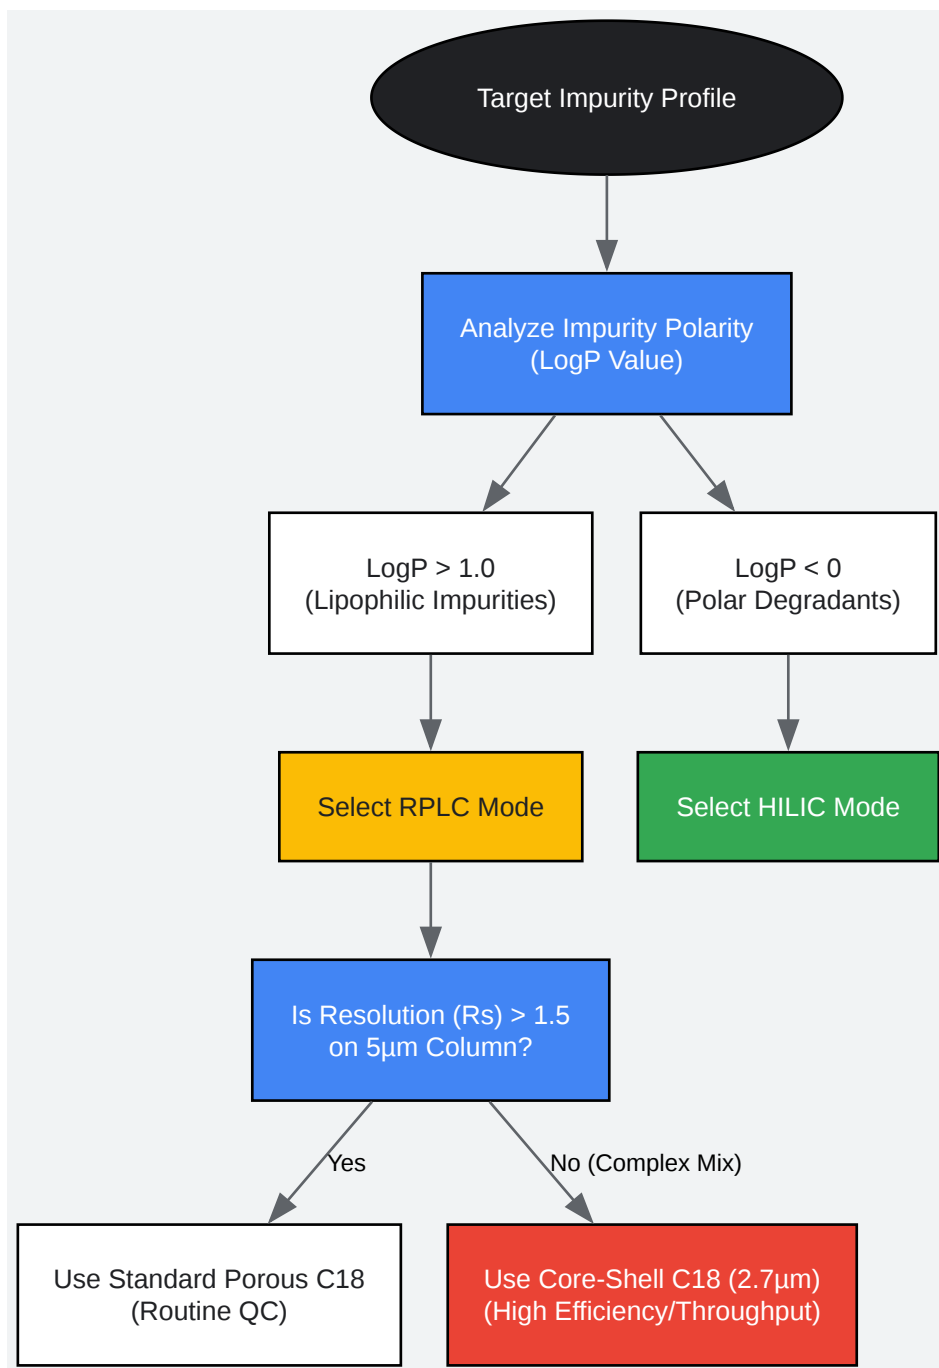 Target Impurity Profile
Analyze Impurity Polarity
(LogP Value)
LogP > 1.0
(Lipophilic Impurities)
LogP < 0
(Polar Degradants)
Select RPLC Mode
Select HILIC Mode
Is Resolution (Rs) > 1.5
on 5µm Column?
Yes
No (Complex Mix)
Use Standard Porous C18
(Routine QC)
Use Core-Shell C18 (2.7µm)
(High Efficiency/Throughput)